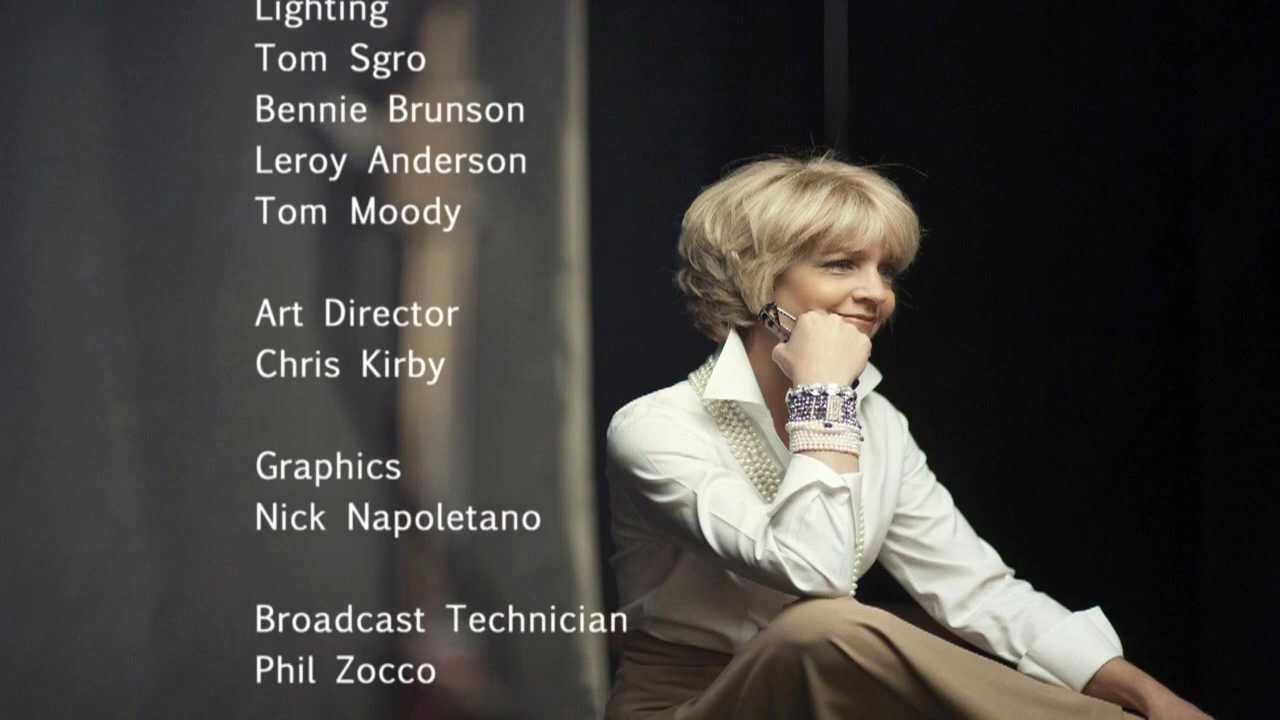 Lighting
Tom Sgro
Bennie Brunson
Leroy Anderson
Tom Moody
Art Director
Chris Kirby
Graphics
Nick Napoletano
Broadcast Technician
Phil Zocco